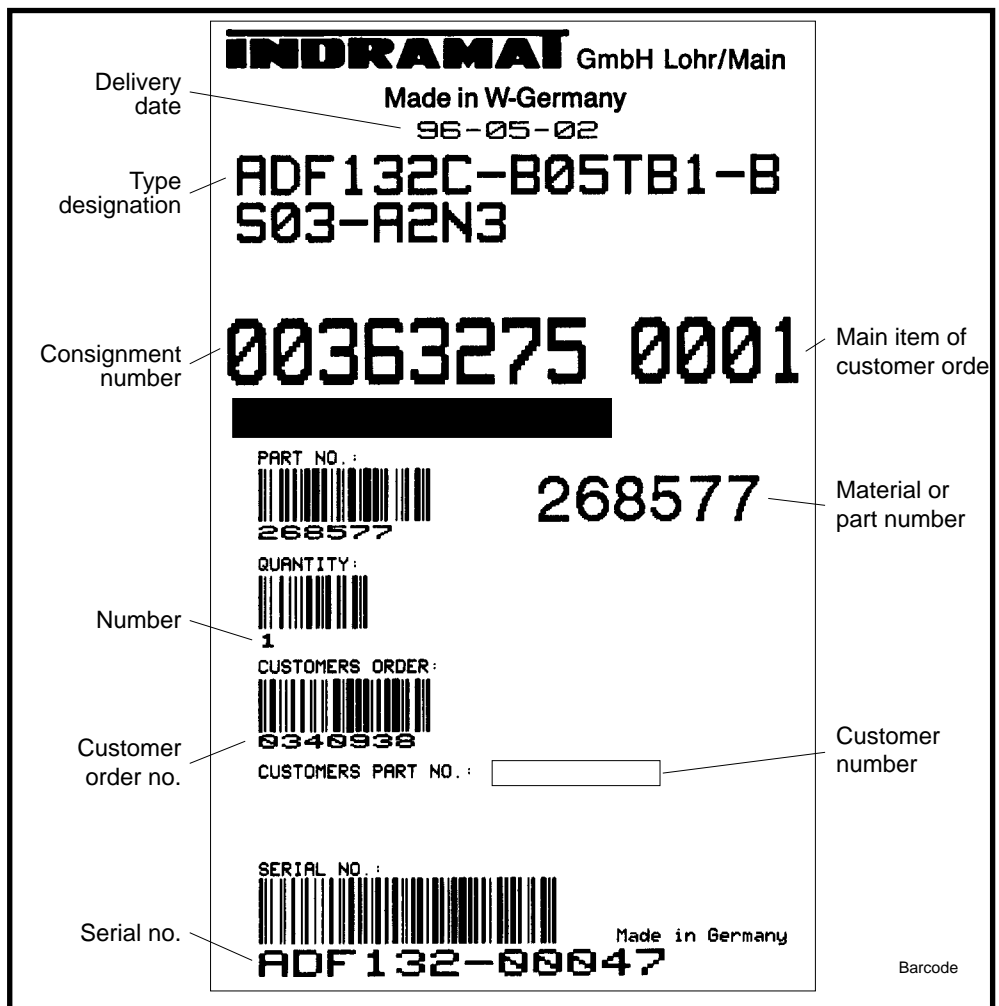 INDRAMAT GmbH Lohr/Main
Made in W-Germany
Delivery
date
96-05-02
Type
designation
ADF132C-B05TB1-B
S03-A2N3
Consignment
number
00363275 0001
Main item of
customer orde
PART NO.:
268577
268577
Material or
part number
QUANTITY:
Number
1
CUSTOMERS ORDER:
0340938
Customer
order no.
CUSTOMERS PART NO.:
Customer
number
SERIAL NO.:
Serial no.
ADF132-00047
Made in Germany
Barcode